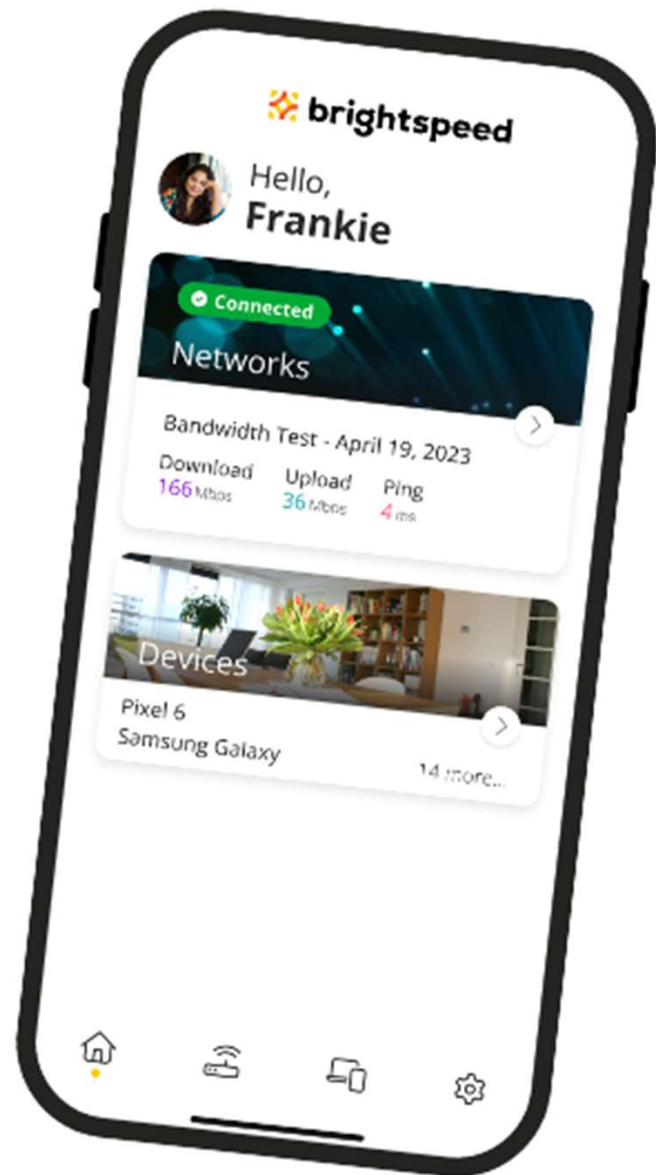 brightspeed
Hello,
Frankie
Connected
Networks
Bandwidth Test - April 19, 2023
Download Upload Ping
166 Mbps 36 Mbps 4 ms
Devices
Pixel 6
Samsung Galaxy
14 more...